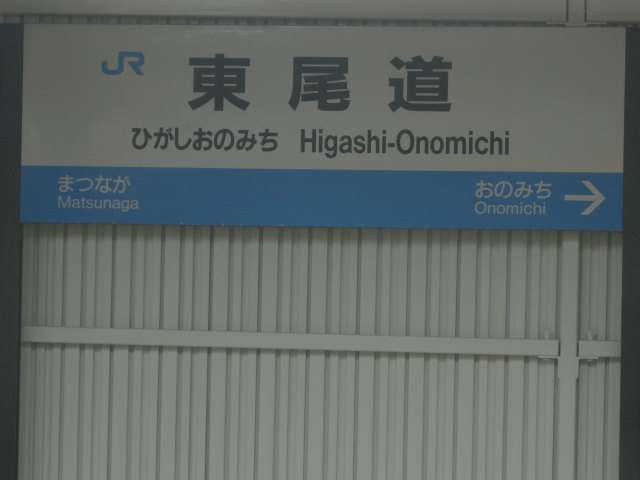 JR 東尾道
ひがしおのみち Higashi-Onomichi
まつなが おのみち →
Matsunaga Onomichi